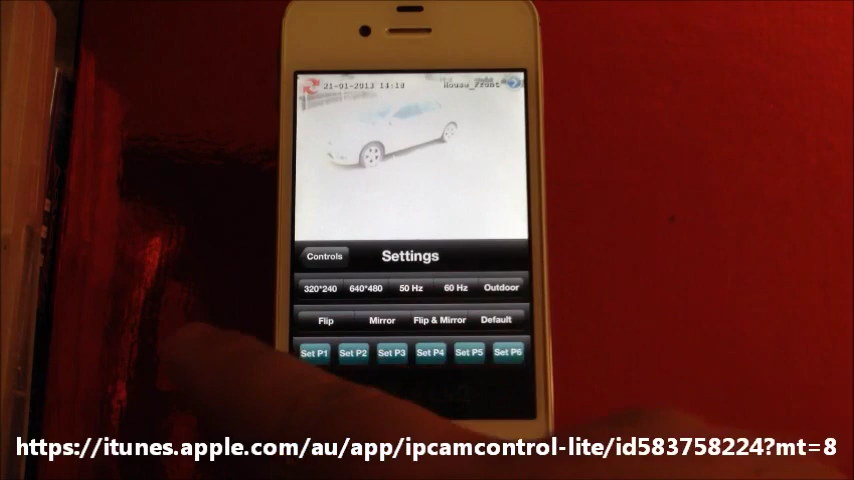 21-01-2013 14:18 House_Front
Controls Settings
320*240 640*480 50 Hz 60 Hz Outdoor
Flip Mirror Flip & Mirror Default
Set P1 Set P2 Set P3 Set P4 Set P5 Set P6
https://itunes.apple.com/au/app/ipcamcontrol-lite/id583758224?mt=8